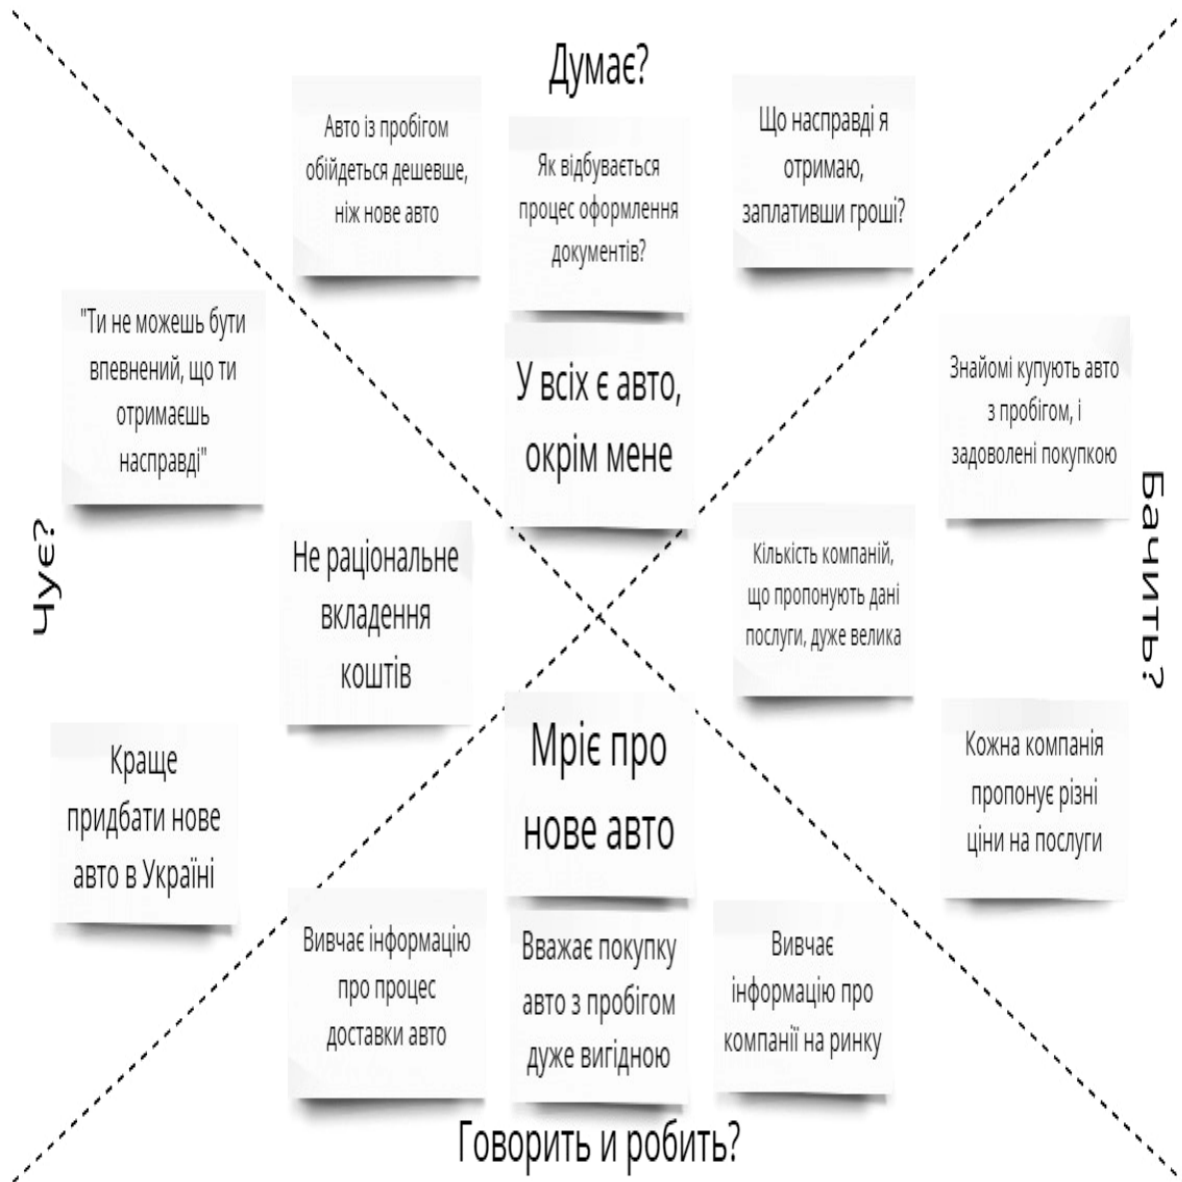 Думає?
Авто із пробігом
обійдеться дешевше,
ніж нове авто
Як відбувається
процес оформлення
документів?
Що насправді я
отримаю,
заплативши гроші?
У всіх є авто,
окрім мене
Чує?
"Ти не можешь бути
впевнений, що ти
отримаєшь
насправді"
Не раціональне
вкладення
коштів
Краще
придбати нове
авто в Україні
Бачить?
Знайомі купують авто
з пробігом, і
задоволені покупкою
Кількість компаній,
що пропонують дані
послуги, дуже велика
Кожна компанія
пропонує різні
ціни на послуги
Мріє про
нове авто
Вивчає інформацію
про процес
доставки авто
Вважає покупку
авто з пробігом
дуже вигідною
Вивчає
інформацію про
компанії на ринку
Говорить и робить?